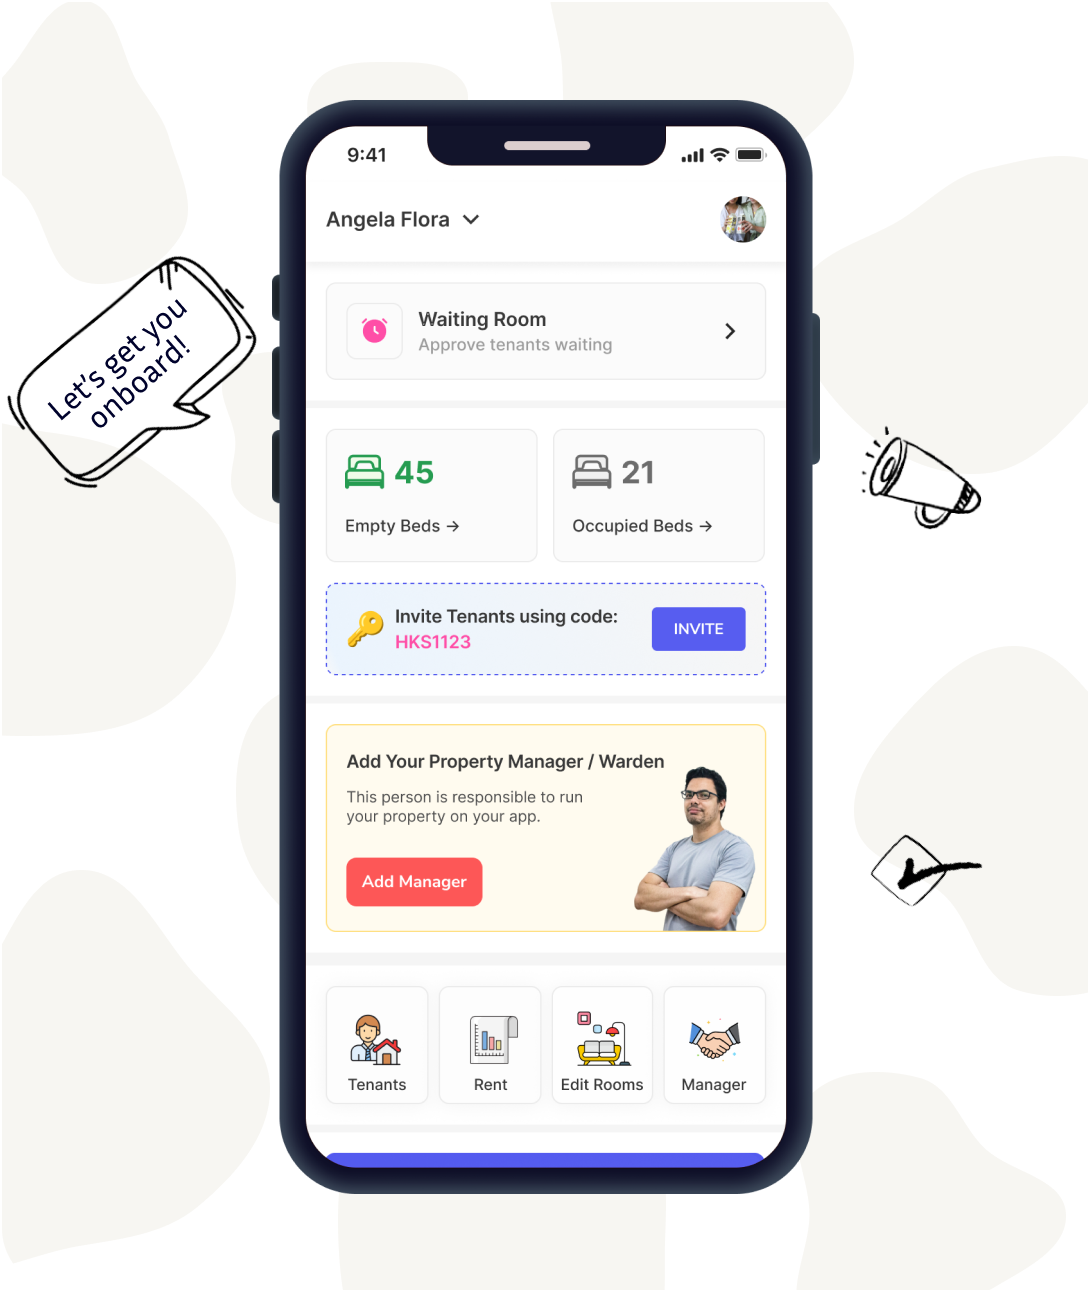 9:41
Angela Flora
Let's get you
onboard!
Waiting Room
Approve tenants waiting
45
Empty Beds →
21
Occupied Beds →
Invite Tenants using code:
HKS1123
INVITE
Add Your Property Manager / Warden
This person is responsible to run
your property on your app.
Add Manager
Tenants
Rent
Edit Rooms
Manager